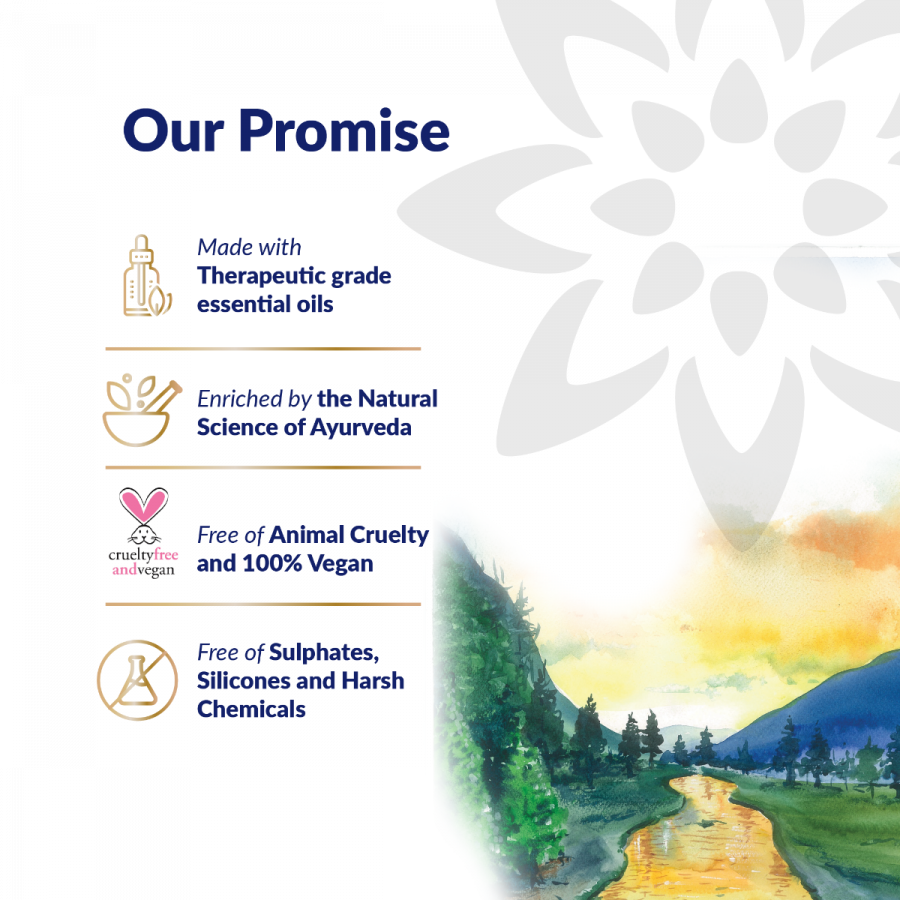 Our Promise
Made with
Therapeutic grade
essential oils
Enriched by the Natural
Science of Ayurveda
crueltyfree
andvegan
Free of Animal Cruelty
and 100% Vegan
Free of Sulphates,
Silicones and Harsh
Chemicals